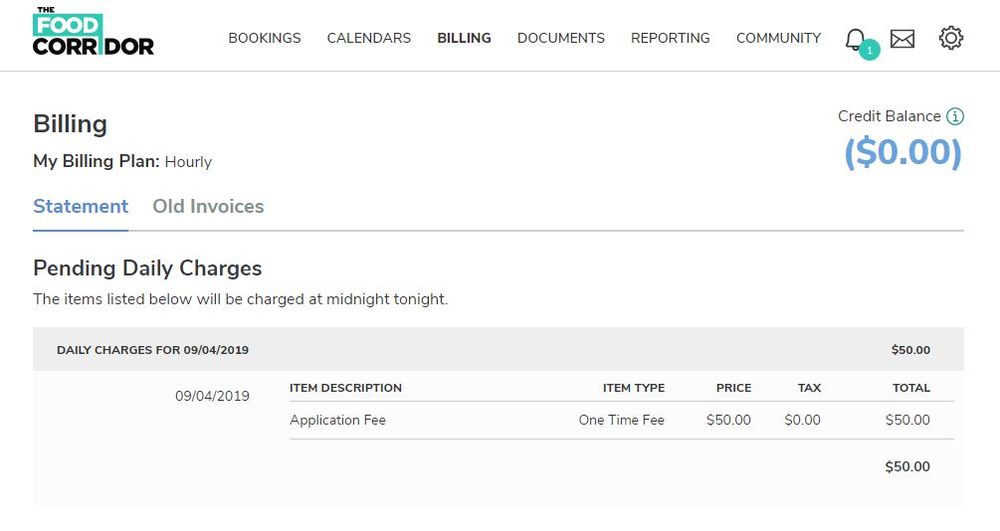 THE
FOOD
CORRIDOR
BOOKINGS CALENDARS BILLING DOCUMENTS REPORTING COMMUNITY 1
Billing
Credit Balance i
($0.00)
My Billing Plan: Hourly
Statement Old Invoices
Pending Daily Charges
The items listed below will be charged at midnight tonight.
DAILY CHARGES FOR 09/04/2019 $50.00
09/04/2019 ITEM DESCRIPTION ITEM TYPE PRICE TAX TOTAL
Application Fee One Time Fee $50.00 $0.00 $50.00
$50.00